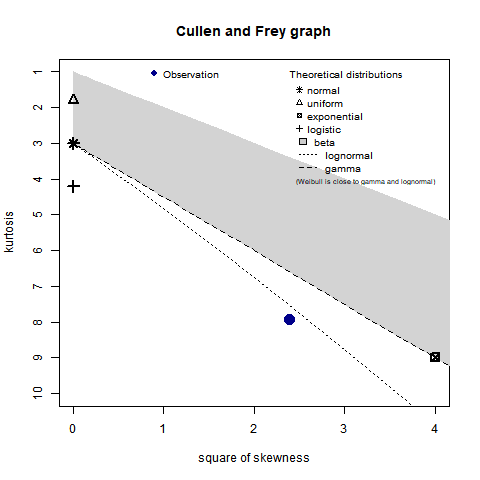 Cullen and Frey graph
Observation
Theoretical distributions
normal
uniform
exponential
logistic
beta
lognormal
gamma
(Weibull is close to gamma and lognormal)
kurtosis
1
2
3
4
5
6
7
8
9
10
0
1
2
3
4
square of skewness